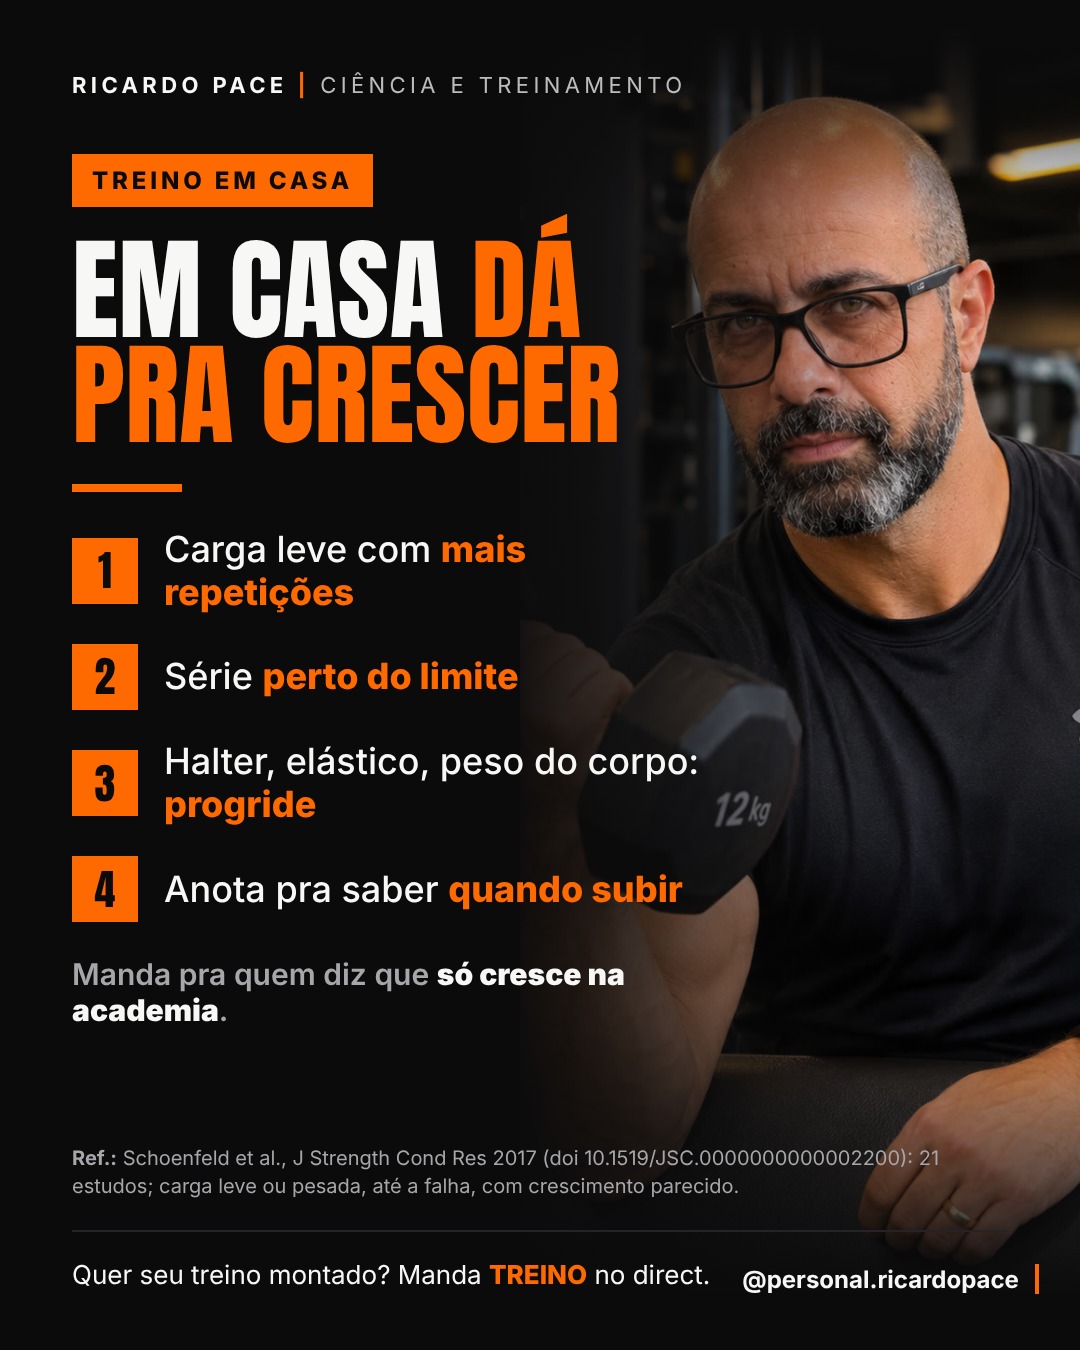 RICARDO PACE | CIÊNCIA E TREINAMENTO
TREINO EM CASA
EM CASA DÁ
PRA CRESCER
1 Carga leve com mais
repetições
2 Série perto do limite
3 Halter, elástico, peso do corpo:
progride
12kg
4 Anota pra saber quando subir
Manda pra quem diz que só cresce na
academia.
Ref.: Schoenfeld et al., J Strength Cond Res 2017 (doi 10.1519/JSC.0000000000002200): 21
estudos; carga leve ou pesada, até a falha, com crescimento parecido.
Quer seu treino montado? Manda TREINO no direct.
@personal.ricardopace